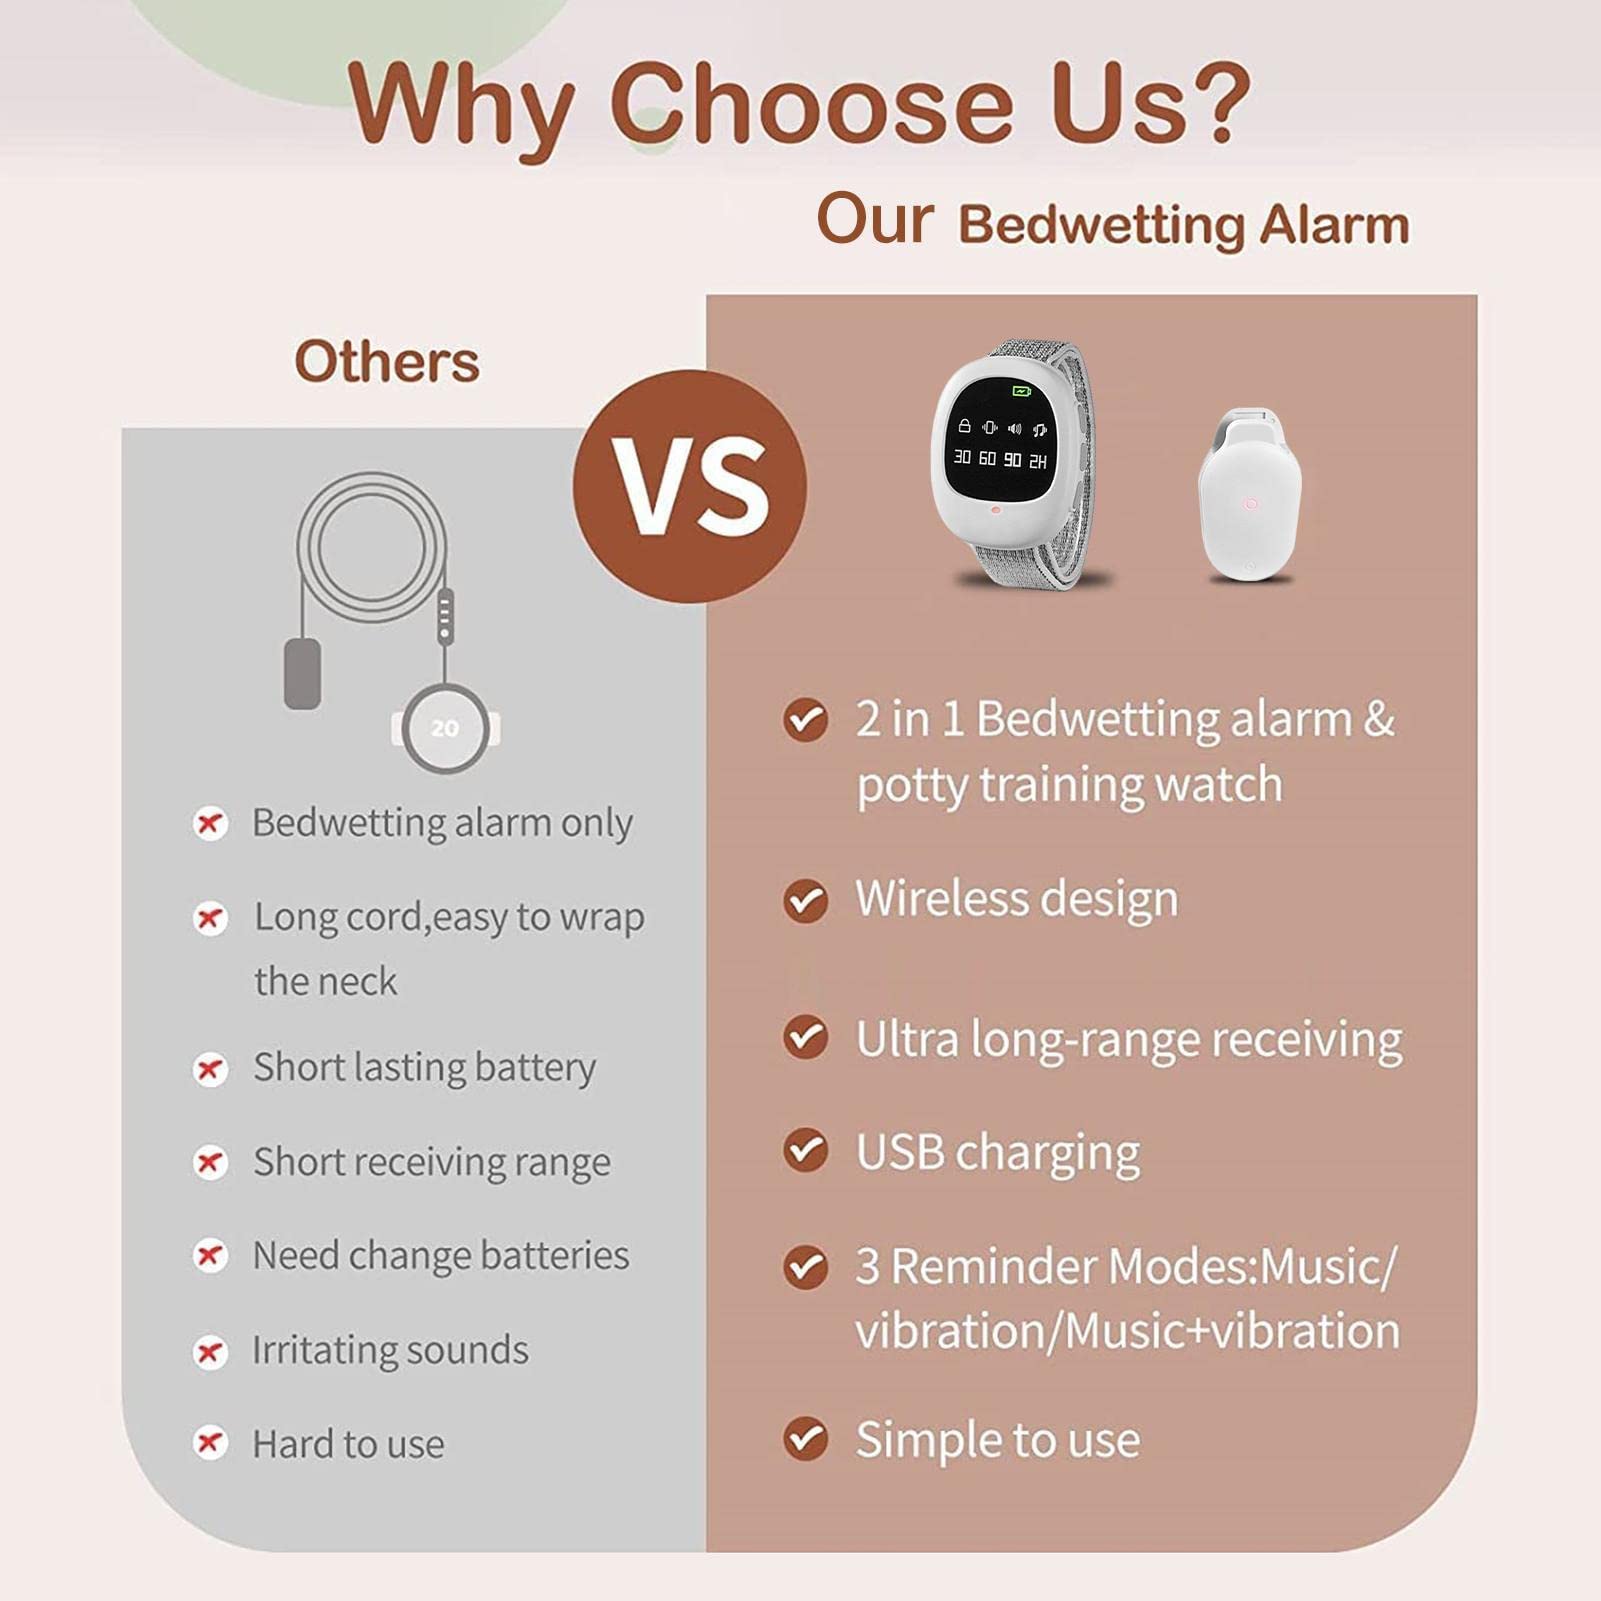 Why Choose Us?
Our Bedwetting Alarm
Others
VS
20
Bedwetting alarm only
Long cord,easy to wrap
the neck
Short lasting battery
Short receiving range
Need change batteries
Irritating sounds
Hard to use
30 60 90 2H
2 in 1 Bedwetting alarm &
potty training watch
Wireless design
Ultra long-range receiving
USB charging
3 Reminder Modes:Music/
vibration/Music+vibration
Simple to use